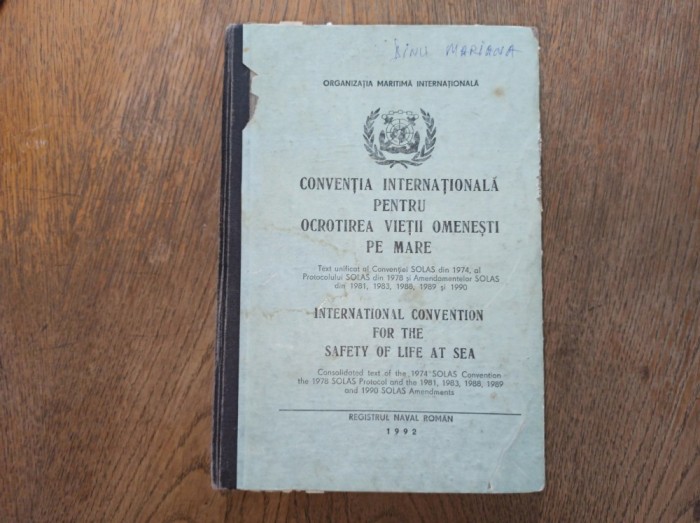 DINU MARIANA
ORGANIZAȚIA MARITIMĂ INTERNAȚIONALĂ
CONVENȚIA INTERNAȚIONALĂ
PENTRU
OCROTIREA VIEȚII OMENEȘTI
PE MARE
Text unificat al Convenției SOLAS din 1974, al
Protocolului SOLAS din 1978 și Amendamentelor SOLAS
din 1981, 1983, 1988, 1989 și 1990
INTERNATIONAL CONVENTION
FOR THE
SAFETY OF LIFE AT SEA
Consolidated text of the 1974 SOLAS Convention
the 1978 SOLAS Protocol and the 1981, 1983, 1988, 1989
and 1990 SOLAS Amendments
REGISTRUL NAVAL ROMÂN
1992